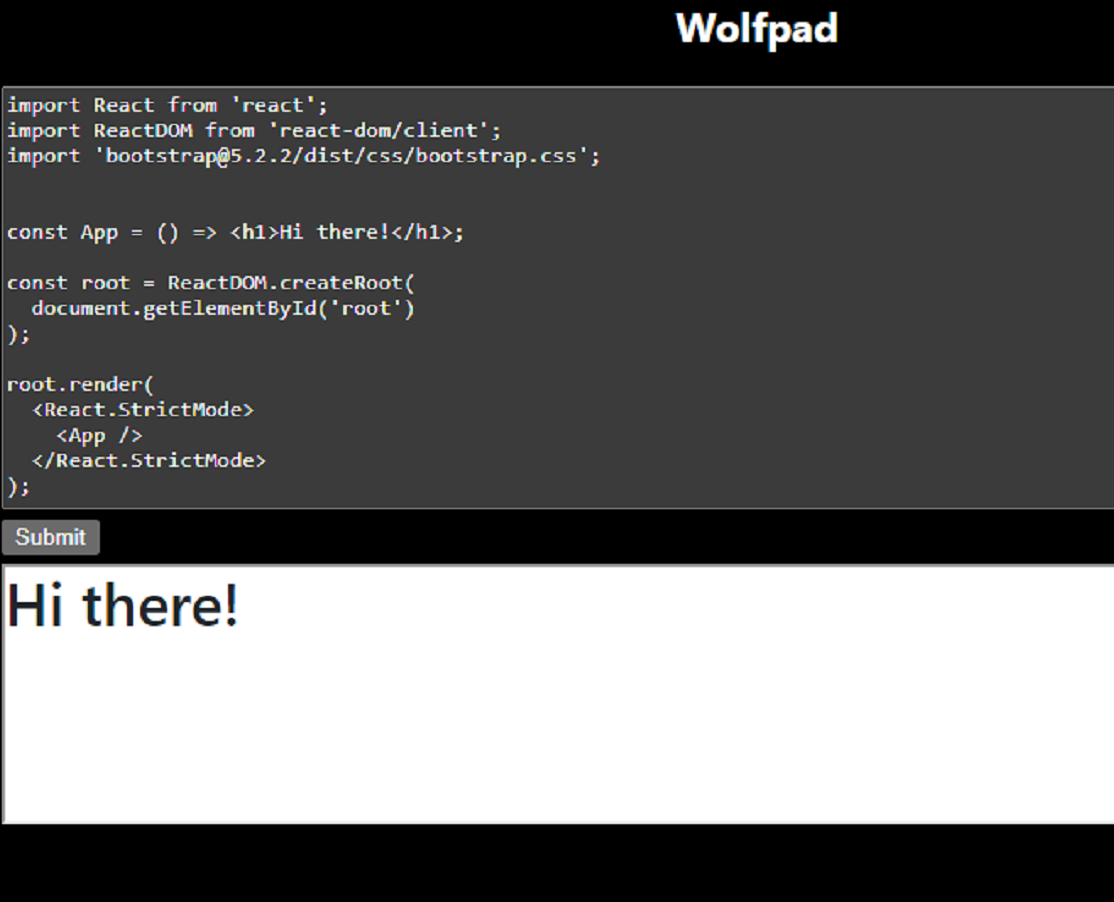 Wolfpad
import React from 'react';
import ReactDOM from 'react-dom/client';
import 'bootstrap@5.2.2/dist/css/bootstrap.css';
const App = () => <h1>Hi there!</h1>;
const root = ReactDOM.createRoot(
  document.getElementById('root')
);
root.render(
  <React.StrictMode>
    <App />
  </React.StrictMode>
);
Submit
Hi there!